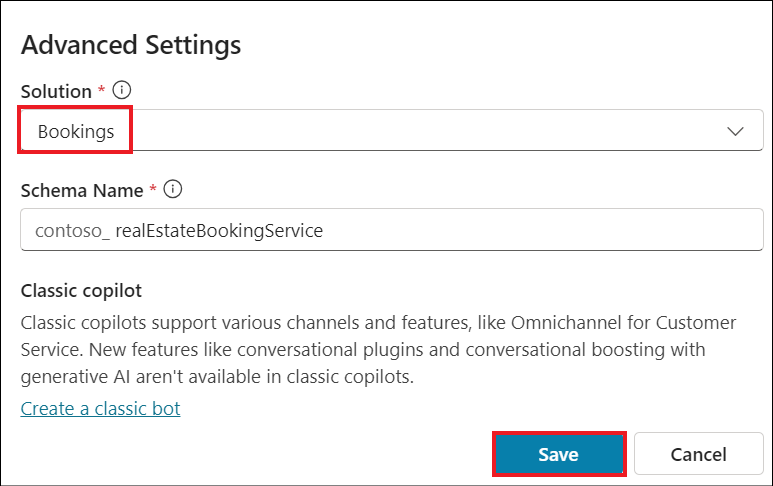 Advanced Settings
Solution *
Bookings
Schema Name *
contoso_ realEstateBookingService
Classic copilot
Classic copilots support various channels and features, like Omnichannel for Customer
Service. New features like conversational plugins and conversational boosting with
generative AI aren't available in classic copilots.
Create a classic bot
Save Cancel